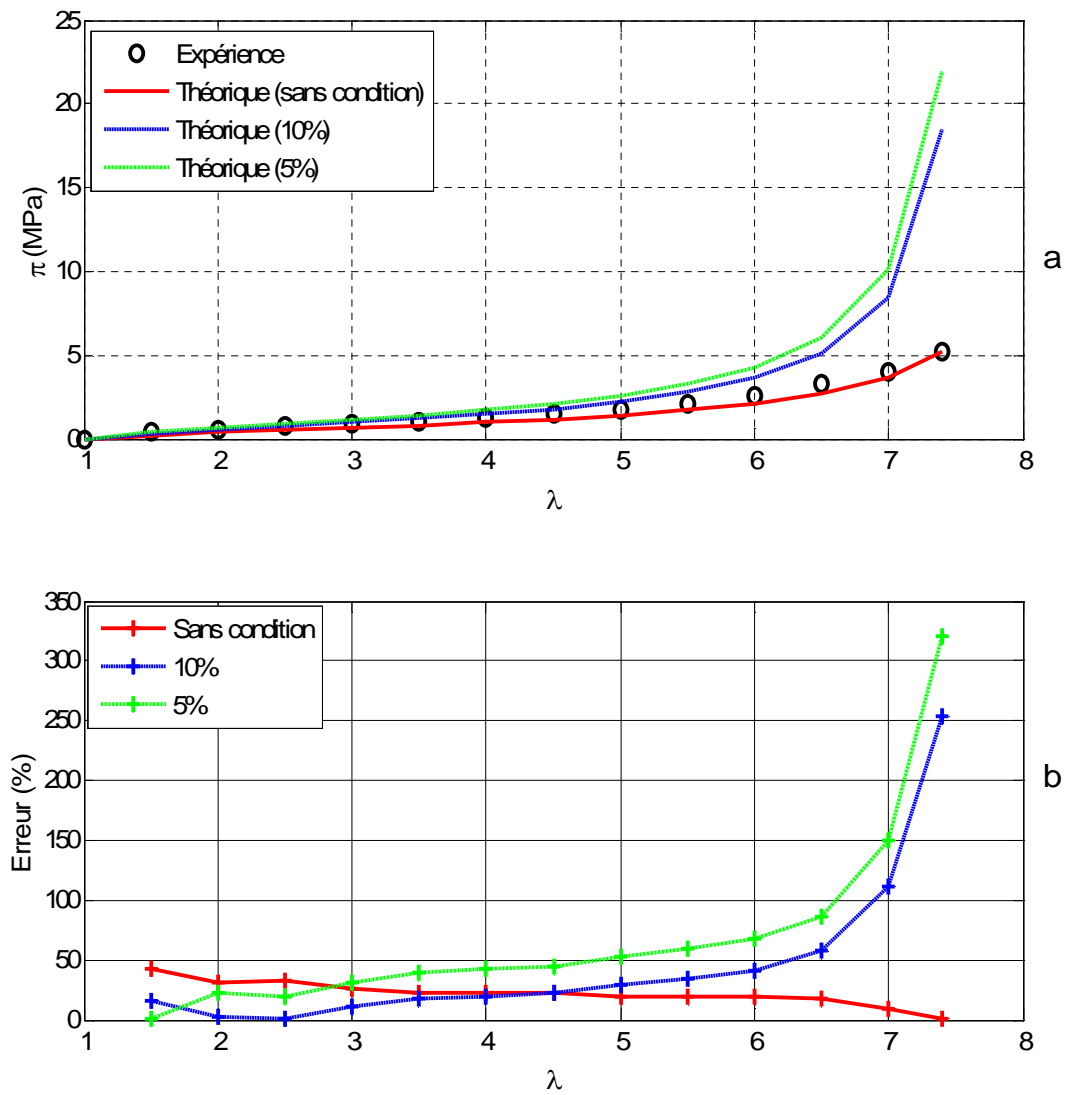 25
20
15
10
5
0
π (MPa)
Expérience
Théorique (sans condition)
Théorique (10%)
Théorique (5%)
1 2 3 4 5 6 7 8
λ
a
350
300
250
200
150
100
50
0
Erreur (%)
Sans condition
10%
5%
1 2 3 4 5 6 7 8
λ
b